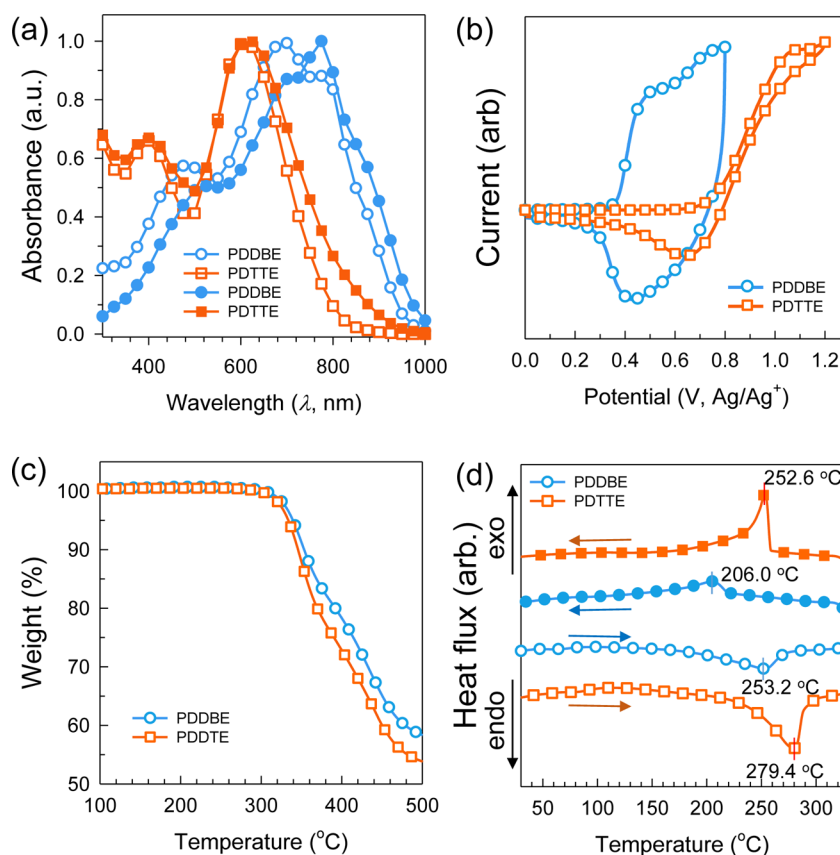 (a)
1.0
0.8
0.6
0.4
0.2
0.0
Absorbance (a.u.)
PDDBE
PDTTE
PDDBE
PDTTE
400 600 800 1000
Wavelength (λ, nm)
(b)
Current (arb)
PDDBE
PDTTE
0.0 0.2 0.4 0.6 0.8 1.0 1.2
Potential (V, Ag/Ag⁺)
(c)
100
90
80
70
60
50
Weight (%)
PDDBE
PDDTE
100 200 300 400 500
Temperature (°C)
(d)
PDDBE
PDTTE
252.6 °C
206.0 °C
253.2 °C
279.4 °C
exo
Heat flux (arb.)
endo
50 100 150 200 250 300
Temperature (°C)